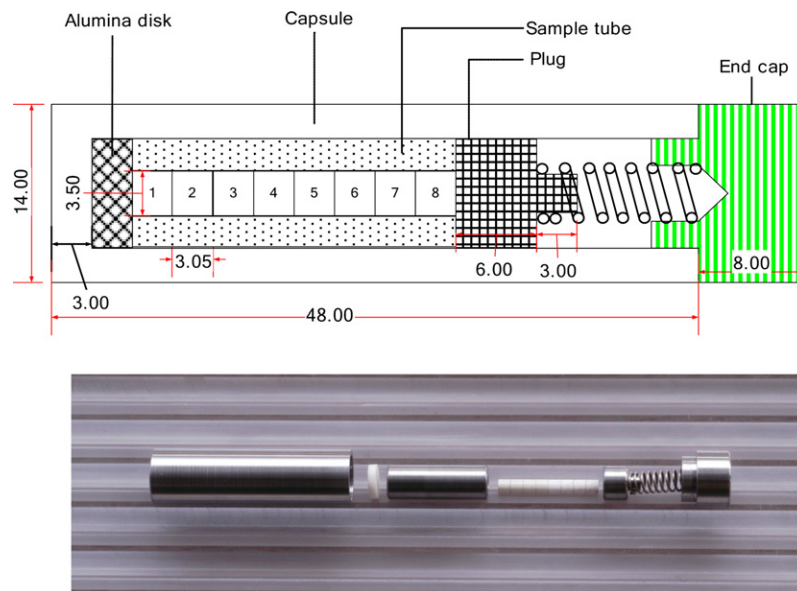 Alumina disk
Capsule
Sample tube
Plug
End cap
14.00
3.50
1 2 3 4 5 6 7 8
3.05
3.00
6.00
3.00
8.00
48.00